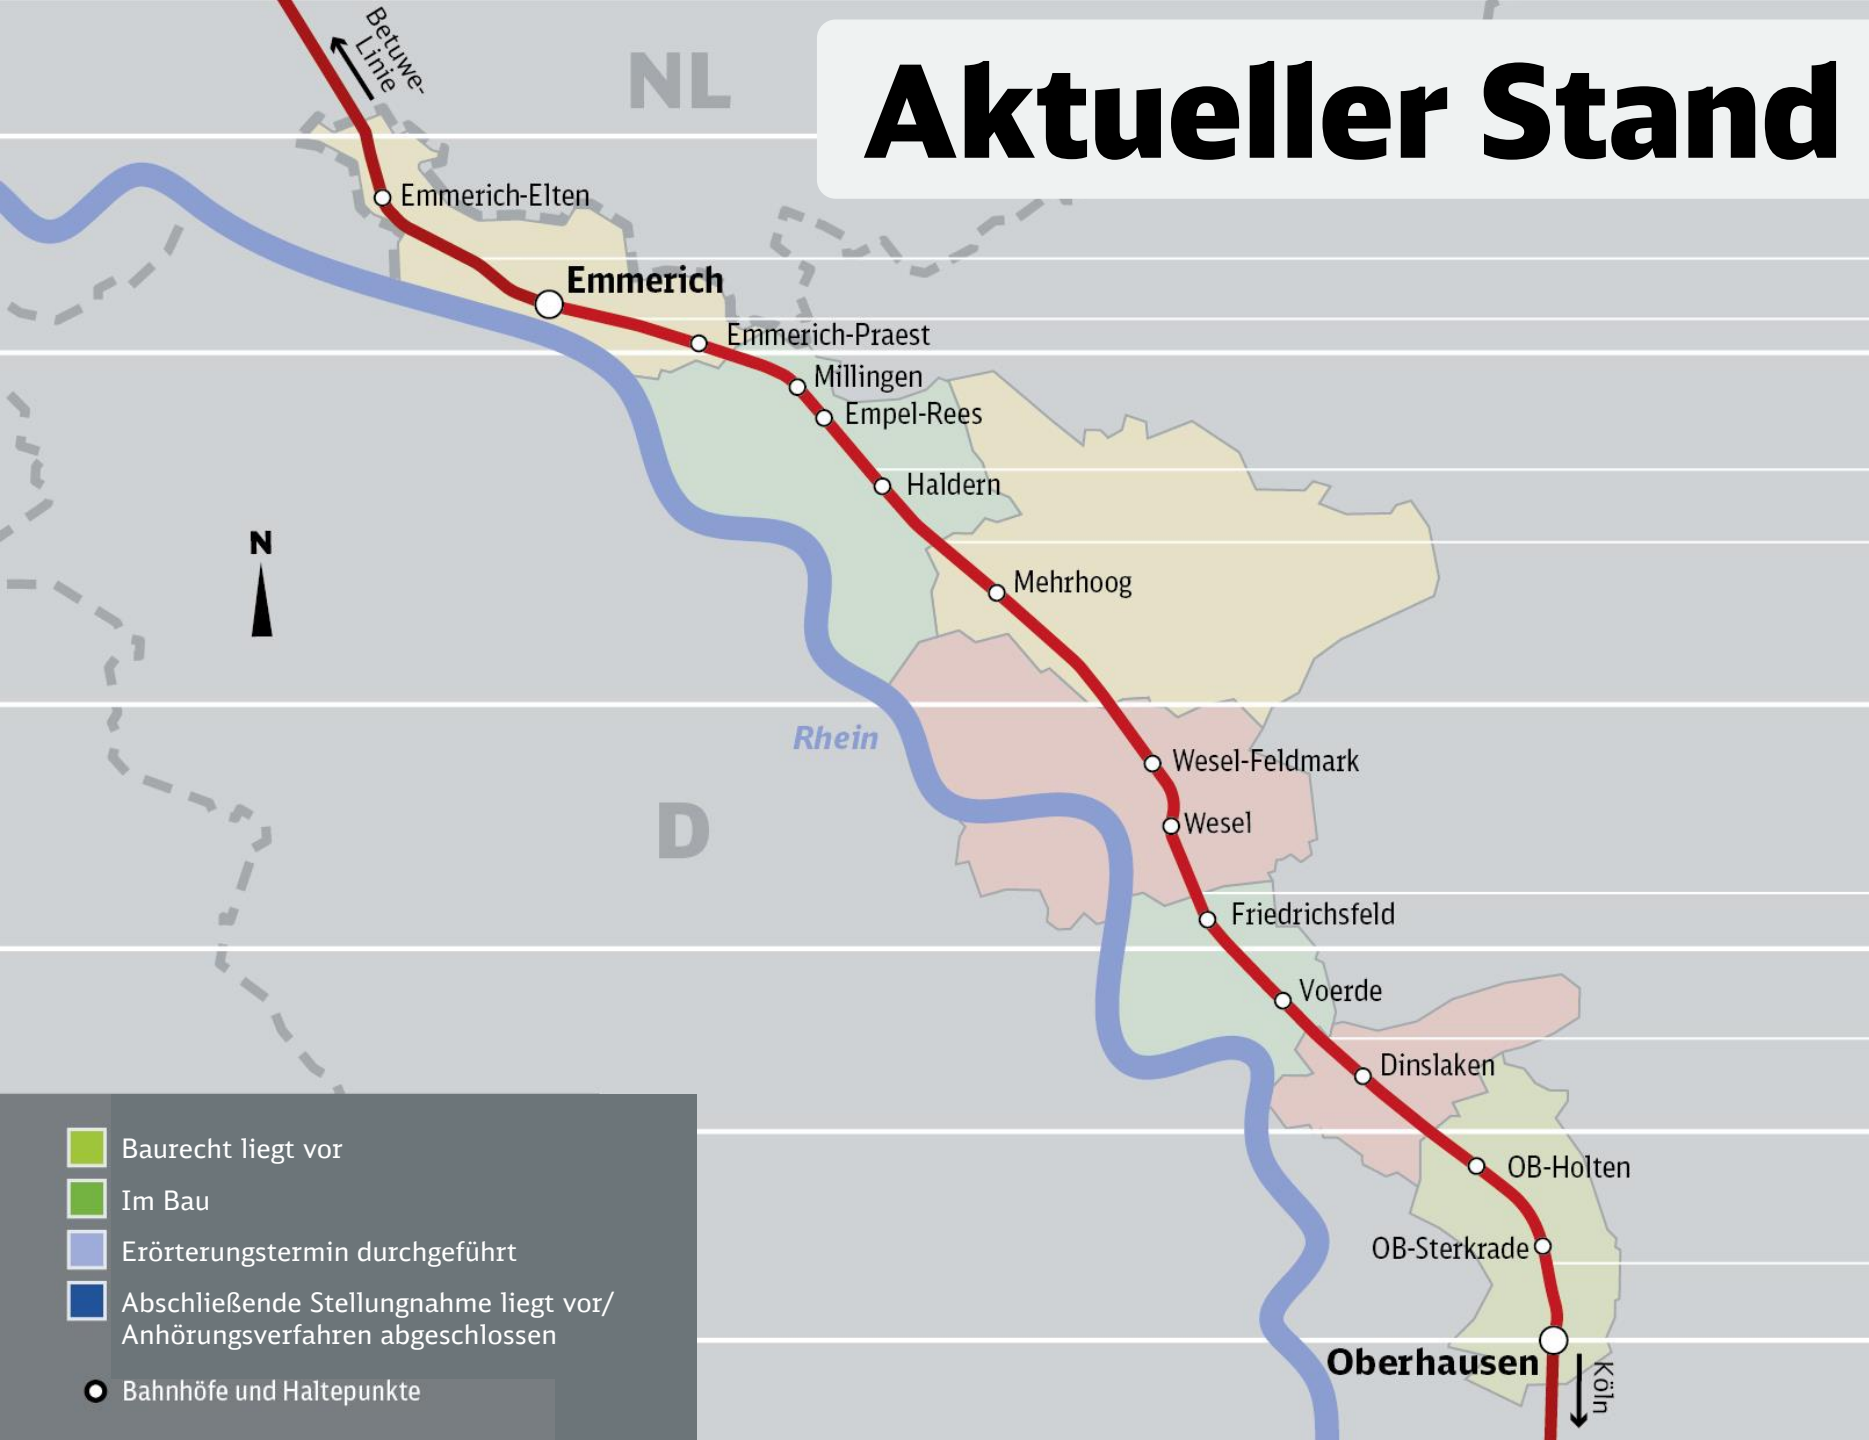 Aktueller Stand
Betuwe-
Linie
NL
Emmerich-Elten
Emmerich
Emmerich-Praest
Millingen
Empel-Rees
Haldern
N
Mehrhoog
Rhein
Wesel-Feldmark
D
Wesel
Friedrichsfeld
Voerde
Dinslaken
OB-Holten
OB-Sterkrade
Oberhausen
Köln
Baurecht liegt vor
Im Bau
Erörterungstermin durchgeführt
Abschließende Stellungnahme liegt vor/
Anhörungsverfahren abgeschlossen
Bahnhöfe und Haltepunkte